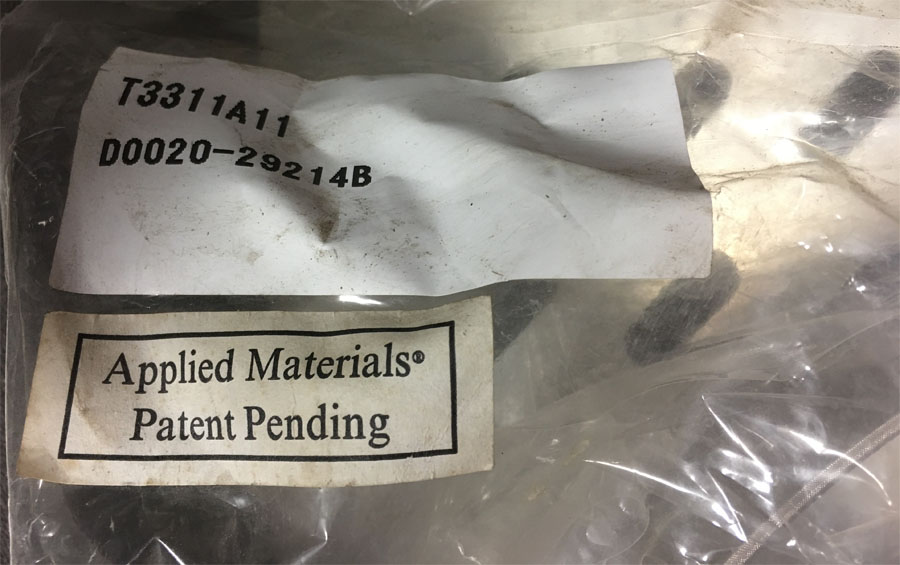 T3311A11
D0020-29214B
Applied Materials®
Patent Pending